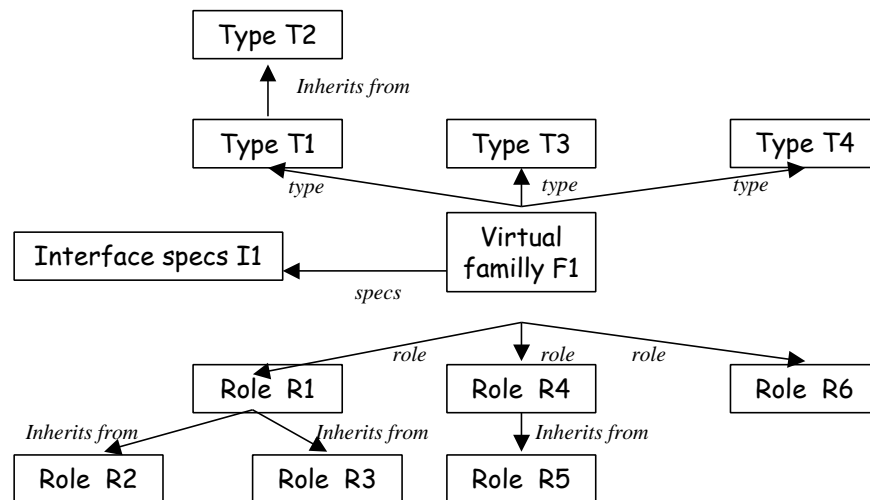 Type T2
Inherits from
Type T1
Type T3
Type T4
type
type
type
Interface specs I1
Virtual
familly F1
specs
role
role
role
Role R1
Role R4
Role R6
Inherits from
Inherits from
Inherits from
Role R2
Role R3
Role R5